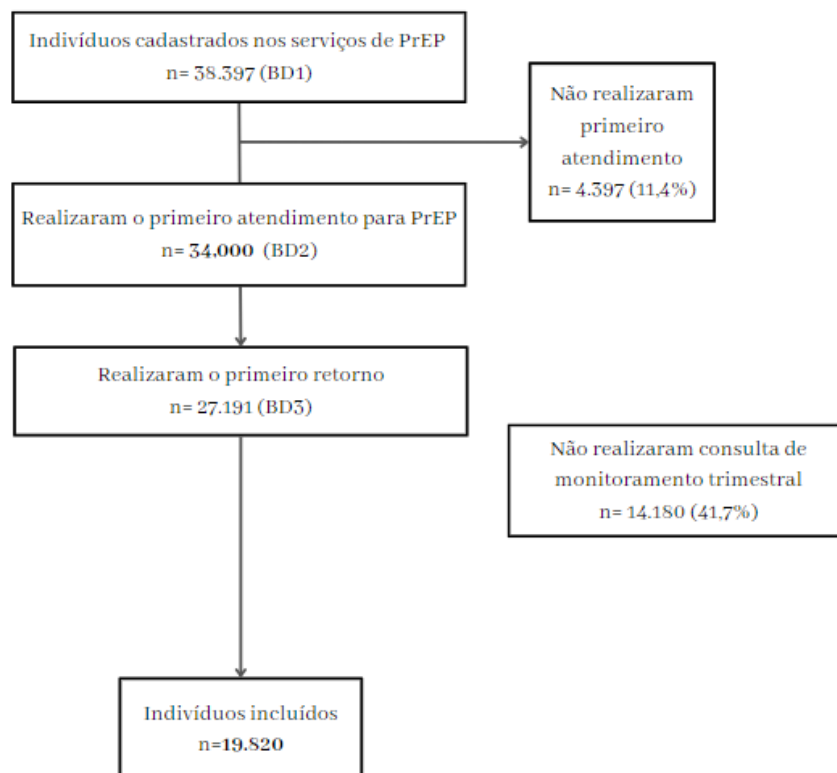 Indivíduos cadastrados nos serviços de PrEP
n= 38.397 (BD1)
Não realizaram
primeiro
atendimento
n= 4.397 (11,4%)
Realizaram o primeiro atendimento para PrEP
n= 34,000 (BD2)
Realizaram o primeiro retorno
n= 27.191 (BD3)
Não realizaram consulta de
monitoramento trimestral
n= 14.180 (41,7%)
Indivíduos incluídos
n=19.820